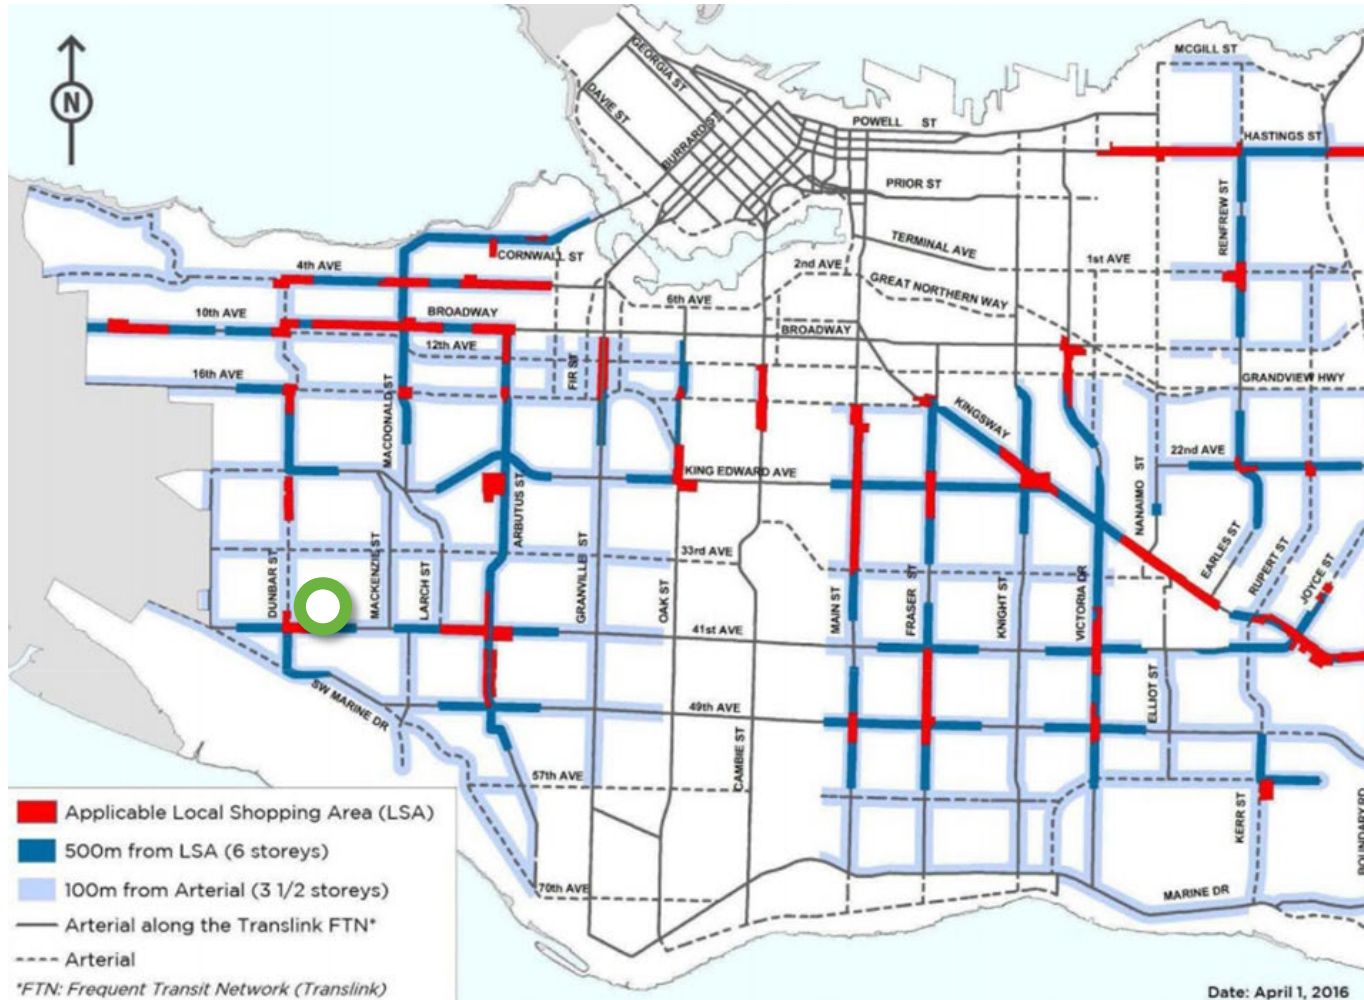 N
MCGILL ST
GEORGIA ST
DAVIE ST
BURRARD ST
POWELL ST
HASTINGS ST
PRIOR ST
RENFREW ST
TERMINAL AVE
CORNWALL ST
4th AVE
2nd AVE
1st AVE
GREAT NORTHERN WAY
6th AVE
10th AVE
BROADWAY
BROADWAY
12th AVE
FIR ST
16th AVE
GRANDVIEW HWY
MACDONALD ST
KINGSWAY
22nd AVE
KING EDWARD AVE
ARBUTUS ST
NANAIMO ST
33rd AVE
EARLES ST
RUPERT ST
JOYCE ST
DUNBAR ST
MACKENZIE ST
LARCH ST
GRANVILLE ST
OAK ST
MAIN ST
FRASER ST
KNIGHT ST
VICTORIA DR
41st AVE
ELLIOT ST
SW MARINE DR
49th AVE
CAMBIE ST
57th AVE
KERR ST
BOUNDARY RD
70th AVE
MARINE DR
Applicable Local Shopping Area (LSA)
500m from LSA (6 storeys)
100m from Arterial (3 1/2 storeys)
Arterial along the Translink FTN*
Arterial
*FTN: Frequent Transit Network (Translink)
Date: April 1, 2016